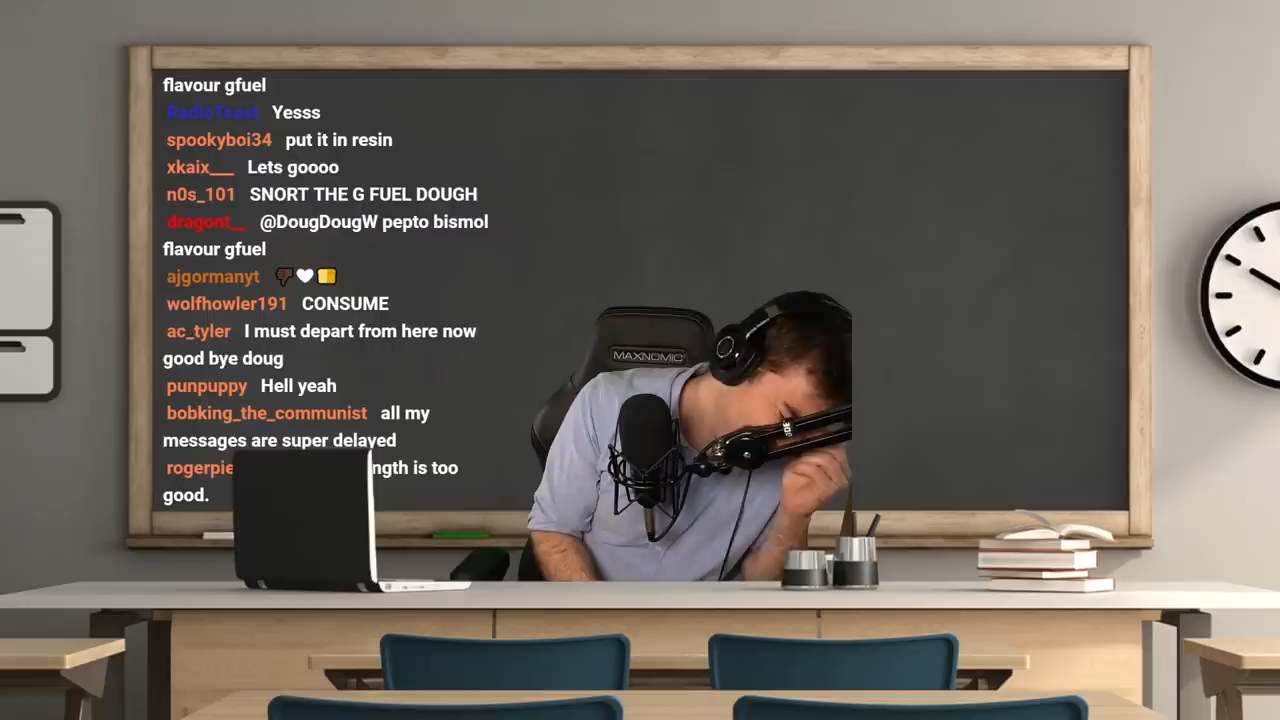 flavour gfuel
RadioToast Yesss
spookyboi34 put it in resin
xkaix___ Lets goooo
n0s_101 SNORT THE G FUEL DOUGH
dragont__ @DougDougW pepto bismol
flavour gfuel
ajgormanyt
wolfhowler191 CONSUME
ac_tyler I must depart from here now
good bye doug
punpuppy Hell yeah
bobking_the_communist all my
messages are super delayed
is too
good.
MAXNOMIC